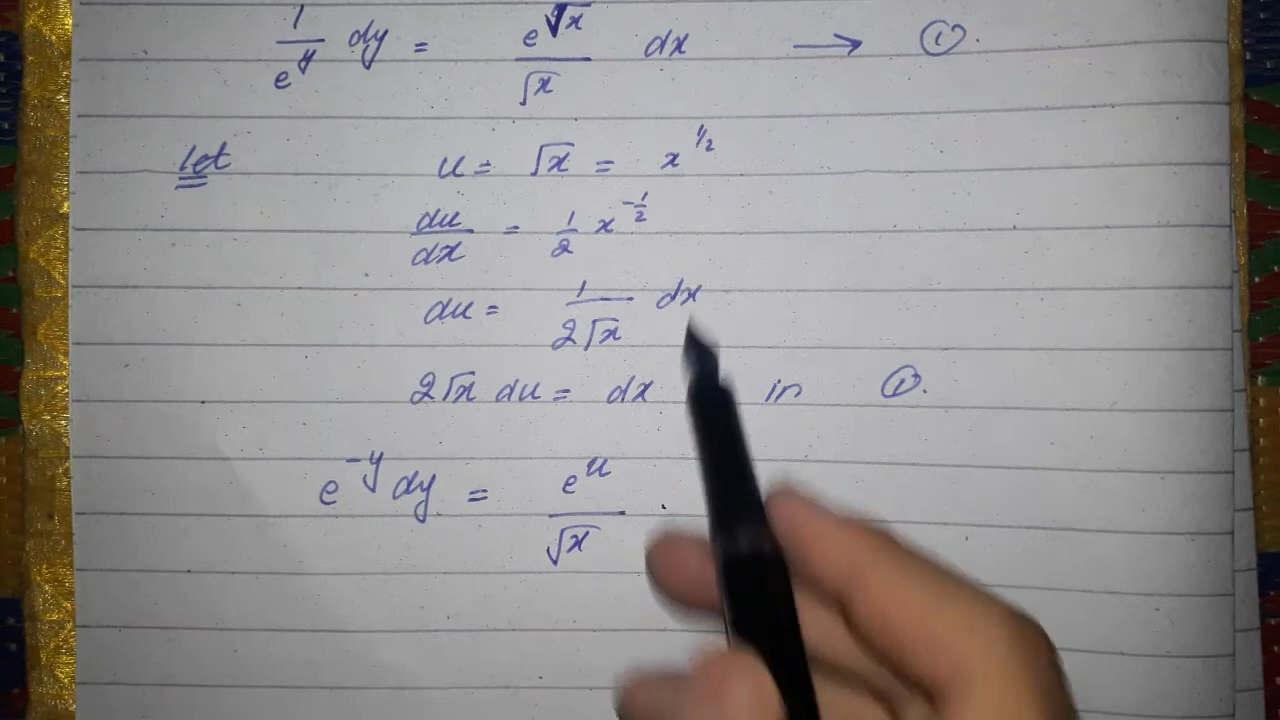 1/e^y dy = e^√x/√x dx → ①.
Let u = √x = x^1/2
du/dx = 1/2 x^-1/2
du = 1/2√x dx
2√x du = dx in ①.
e^-y dy = e^u/√x .